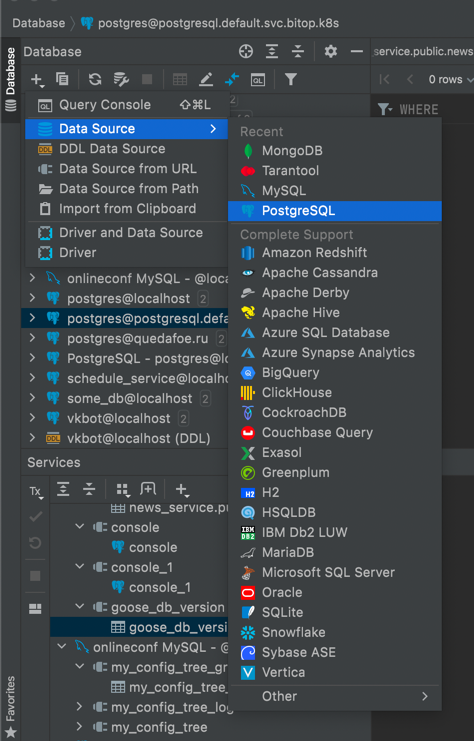 Database
postgres@postgresql.default.svc.bitop.k8s
Database
Database
_service.public.news
0 rows
WHERE
Query Console
⇧⌘L
Data Source
DDL Data Source
Data Source from URL
Data Source from Path
Import from Clipboard
Driver and Data Source
Driver
Recent
MongoDB
Tarantool
MySQL
PostgreSQL
Complete Support
Amazon Redshift
Apache Cassandra
Apache Derby
Apache Hive
Azure SQL Database
Azure Synapse Analytics
BigQuery
ClickHouse
CockroachDB
Couchbase Query
Exasol
Greenplum
H2
HSQLDB
IBM Db2 LUW
MariaDB
Microsoft SQL Server
Oracle
SQLite
Snowflake
Sybase ASE
Vertica
Other
onlineconf MySQL - @loca
postgres@localhost 2
postgres@postgresql.defa
postgres@quedafoe.ru 2
PostgreSQL - postgres@lo
schedule_service@localho
some_db@localhost 2
vkbot@localhost 2
vkbot@localhost (DDL)
Services
Tx
news_service.pu
console
console
console_1
console_1
goose_db_version
goose_db_versi
onlineconf MySQL - @
my_config_tree_gr
my_config_tree_
my_config_tree_log
my_config_tree
Favorites